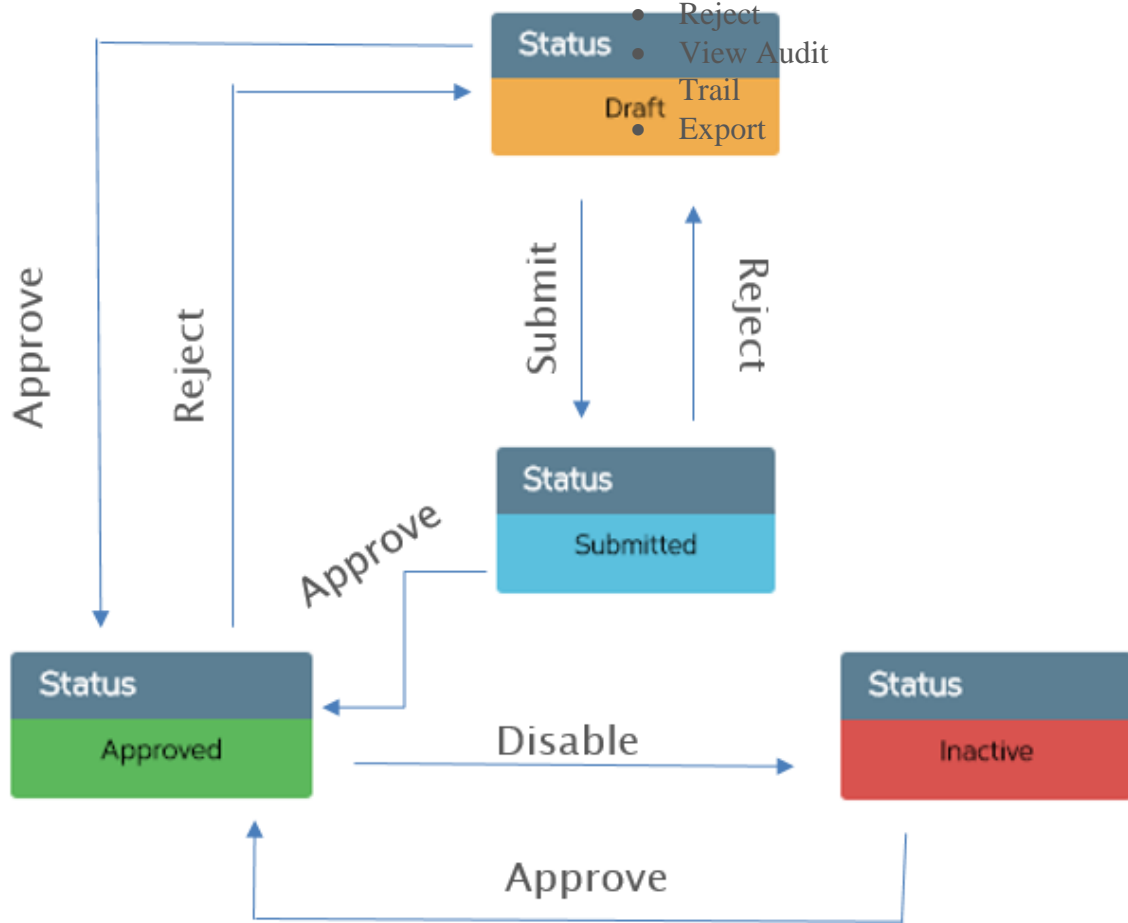 • Reject
Status
• View Audit
Trail
Draft
• Export
Approve
Reject
Submit
Reject
Status
Submitted
Approve
Status
Approved
Disable
Status
Inactive
Approve